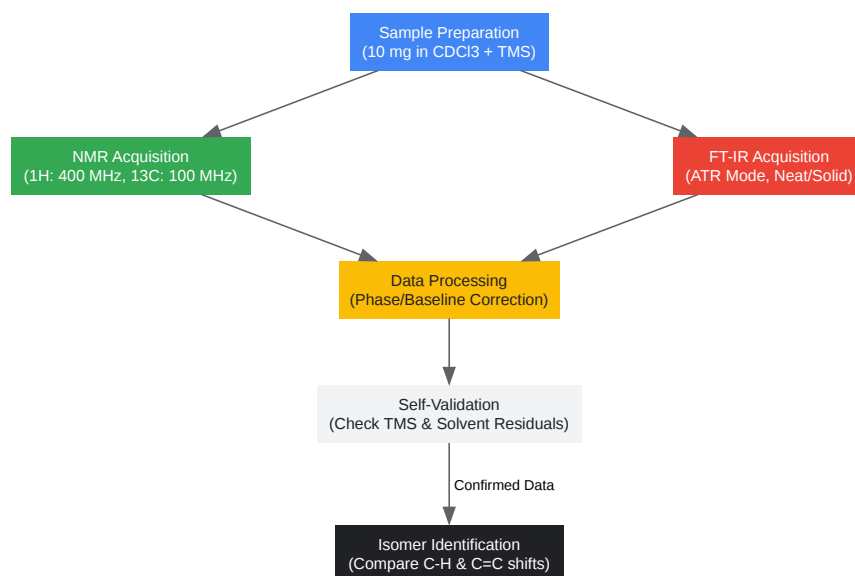 Sample Preparation
(10 mg in CDCl3 + TMS)
NMR Acquisition
(1H: 400 MHz, 13C: 100 MHz)
FT-IR Acquisition
(ATR Mode, Neat/Solid)
Data Processing
(Phase/Baseline Correction)
Self-Validation
(Check TMS & Solvent Residuals)
Confirmed Data
Isomer Identification
(Compare C-H & C=C shifts)